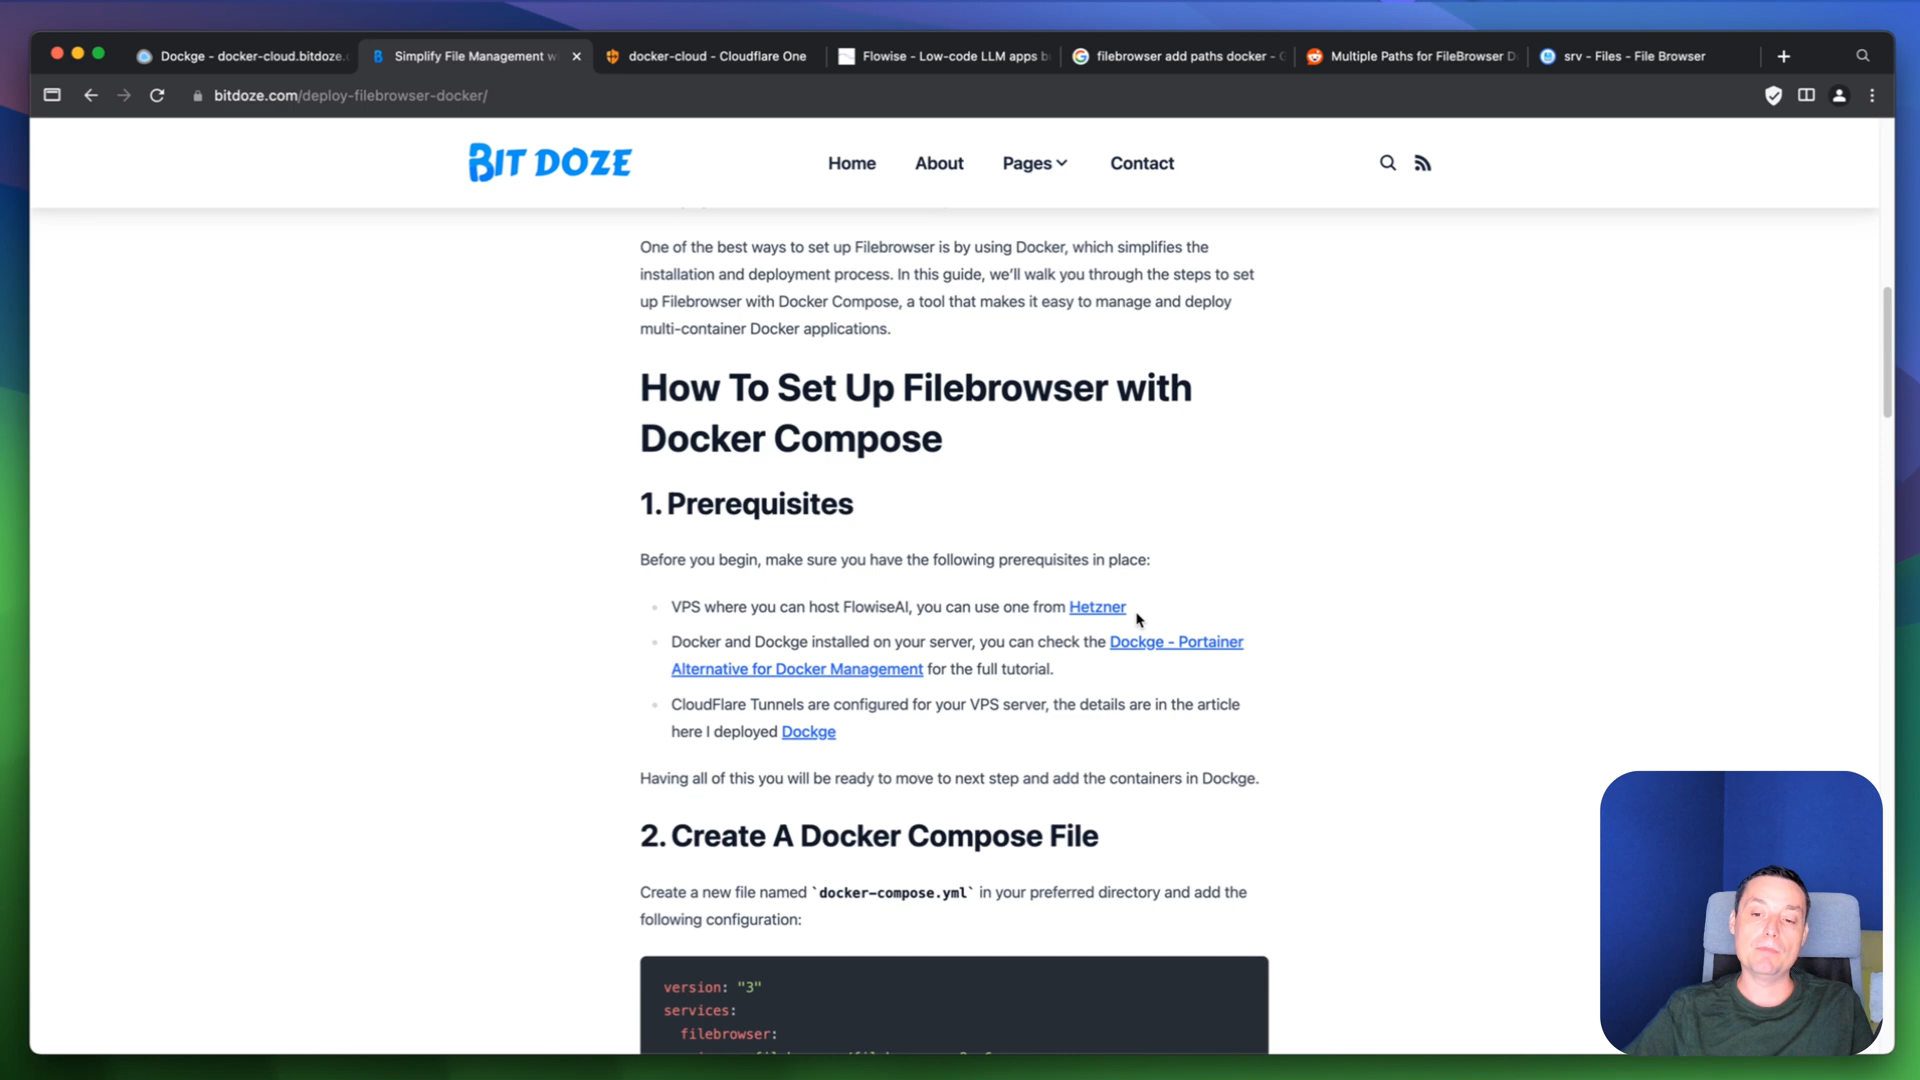 Dockge - docker-cloud.bitdoze.
Simplify File Management w
docker-cloud - Cloudflare One
Flowise - Low-code LLM apps b
filebrowser add paths docker -
Multiple Paths for FileBrowser D
srv - Files - File Browser
bitdoze.com/deploy-filebrowser-docker/
BIT DOZE
Home
About
Pages
Contact
One of the best ways to set up Filebrowser is by using Docker, which simplifies the
installation and deployment process. In this guide, we’ll walk you through the steps to set
up Filebrowser with Docker Compose, a tool that makes it easy to manage and deploy
multi-container Docker applications.
How To Set Up Filebrowser with
Docker Compose
1. Prerequisites
Before you begin, make sure you have the following prerequisites in place:
VPS where you can host FlowiseAI, you can use one from Hetzner
Docker and Dockge installed on your server, you can check the Dockge - Portainer
Alternative for Docker Management for the full tutorial.
CloudFlare Tunnels are configured for your VPS server, the details are in the article
here I deployed Dockge
Having all of this you will be ready to move to next step and add the containers in Dockge.
2. Create A Docker Compose File
Create a new file named `docker-compose.yml` in your preferred directory and add the
following configuration:
version: "3"
services:
filebrowser: